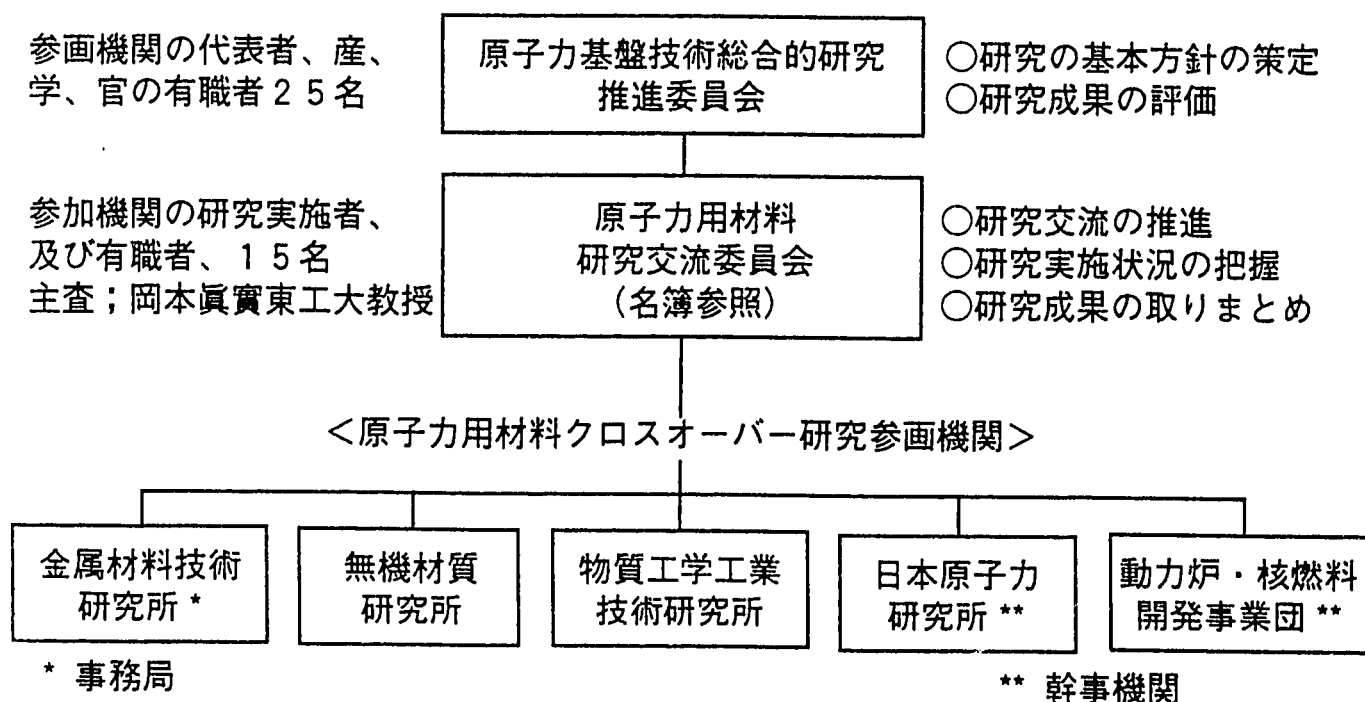 参画機関の代表者、産、
学、官の有職者25名
原子力基盤技術総合的研究
推進委員会
○研究の基本方針の策定
○研究成果の評価
参加機関の研究実施者、
及び有職者、15名
主査；岡本眞實東工大教授
原子力用材料
研究交流委員会
(名簿参照)
○研究交流の推進
○研究実施状況の把握
○研究成果の取りまとめ
＜原子力用材料クロスオーバー研究参画機関＞
金属材料技術
研究所 *
無機材質
研究所
物質工学工業
技術研究所
日本原子力
研究所 **
動力炉・核燃料
開発事業団 **
* 事務局
** 幹事機関